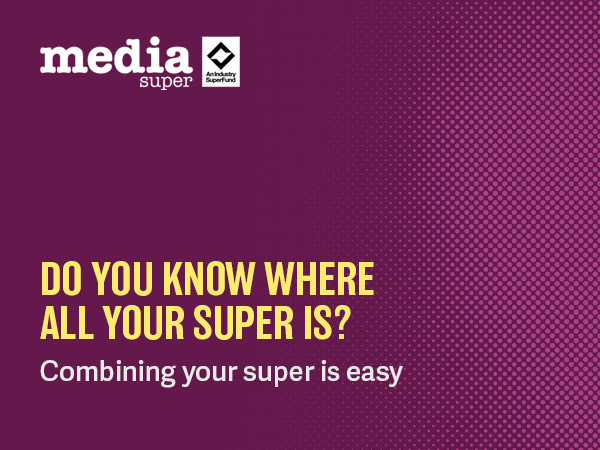 media
super
An Industry
SuperFund
DO YOU KNOW WHERE
ALL YOUR SUPER IS?
Combining your super is easy